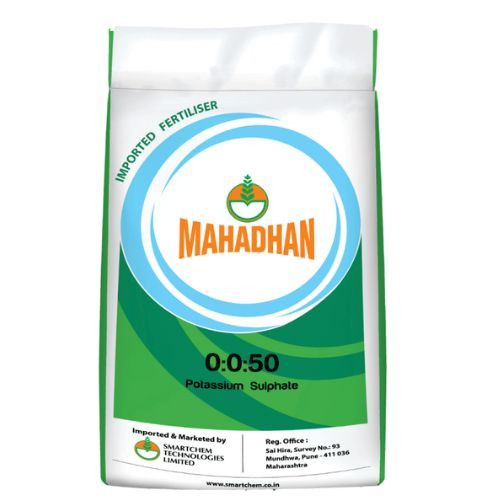 IMPORTED FERTILISER
MAHADHAN
0:0:50
Potassium Sulphate
Imported & Marketed by
SMARTCHEM
TECHNOLOGIES
LIMITED
Reg. Office :
Sai Hira, Survey No.: 93
Mundhwa, Pune - 411 036
Maharashtra
www.smartchem.co.in